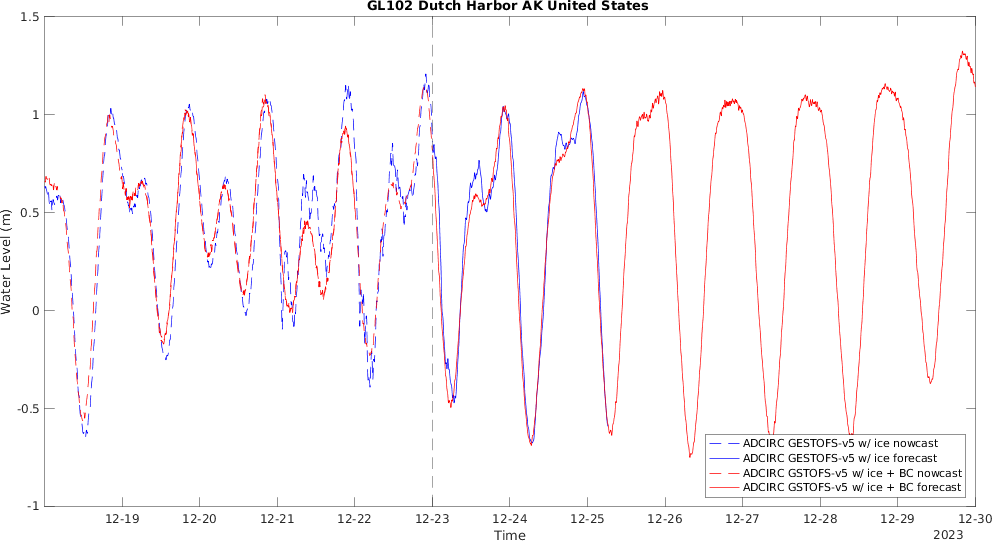 GL102 Dutch Harbor AK United States
1.5
1
0.5
0
-0.5
-1
Water Level (m)
ADCIRC GESTOFS-v5 w/ ice nowcast
ADCIRC GESTOFS-v5 w/ ice forecast
ADCIRC GSTOFS-v5 w/ ice + BC nowcast
ADCIRC GSTOFS-v5 w/ ice + BC forecast
12-19 12-20 12-21 12-22 12-23 12-24 12-25 12-26 12-27 12-28 12-29 12-30
Time
2023